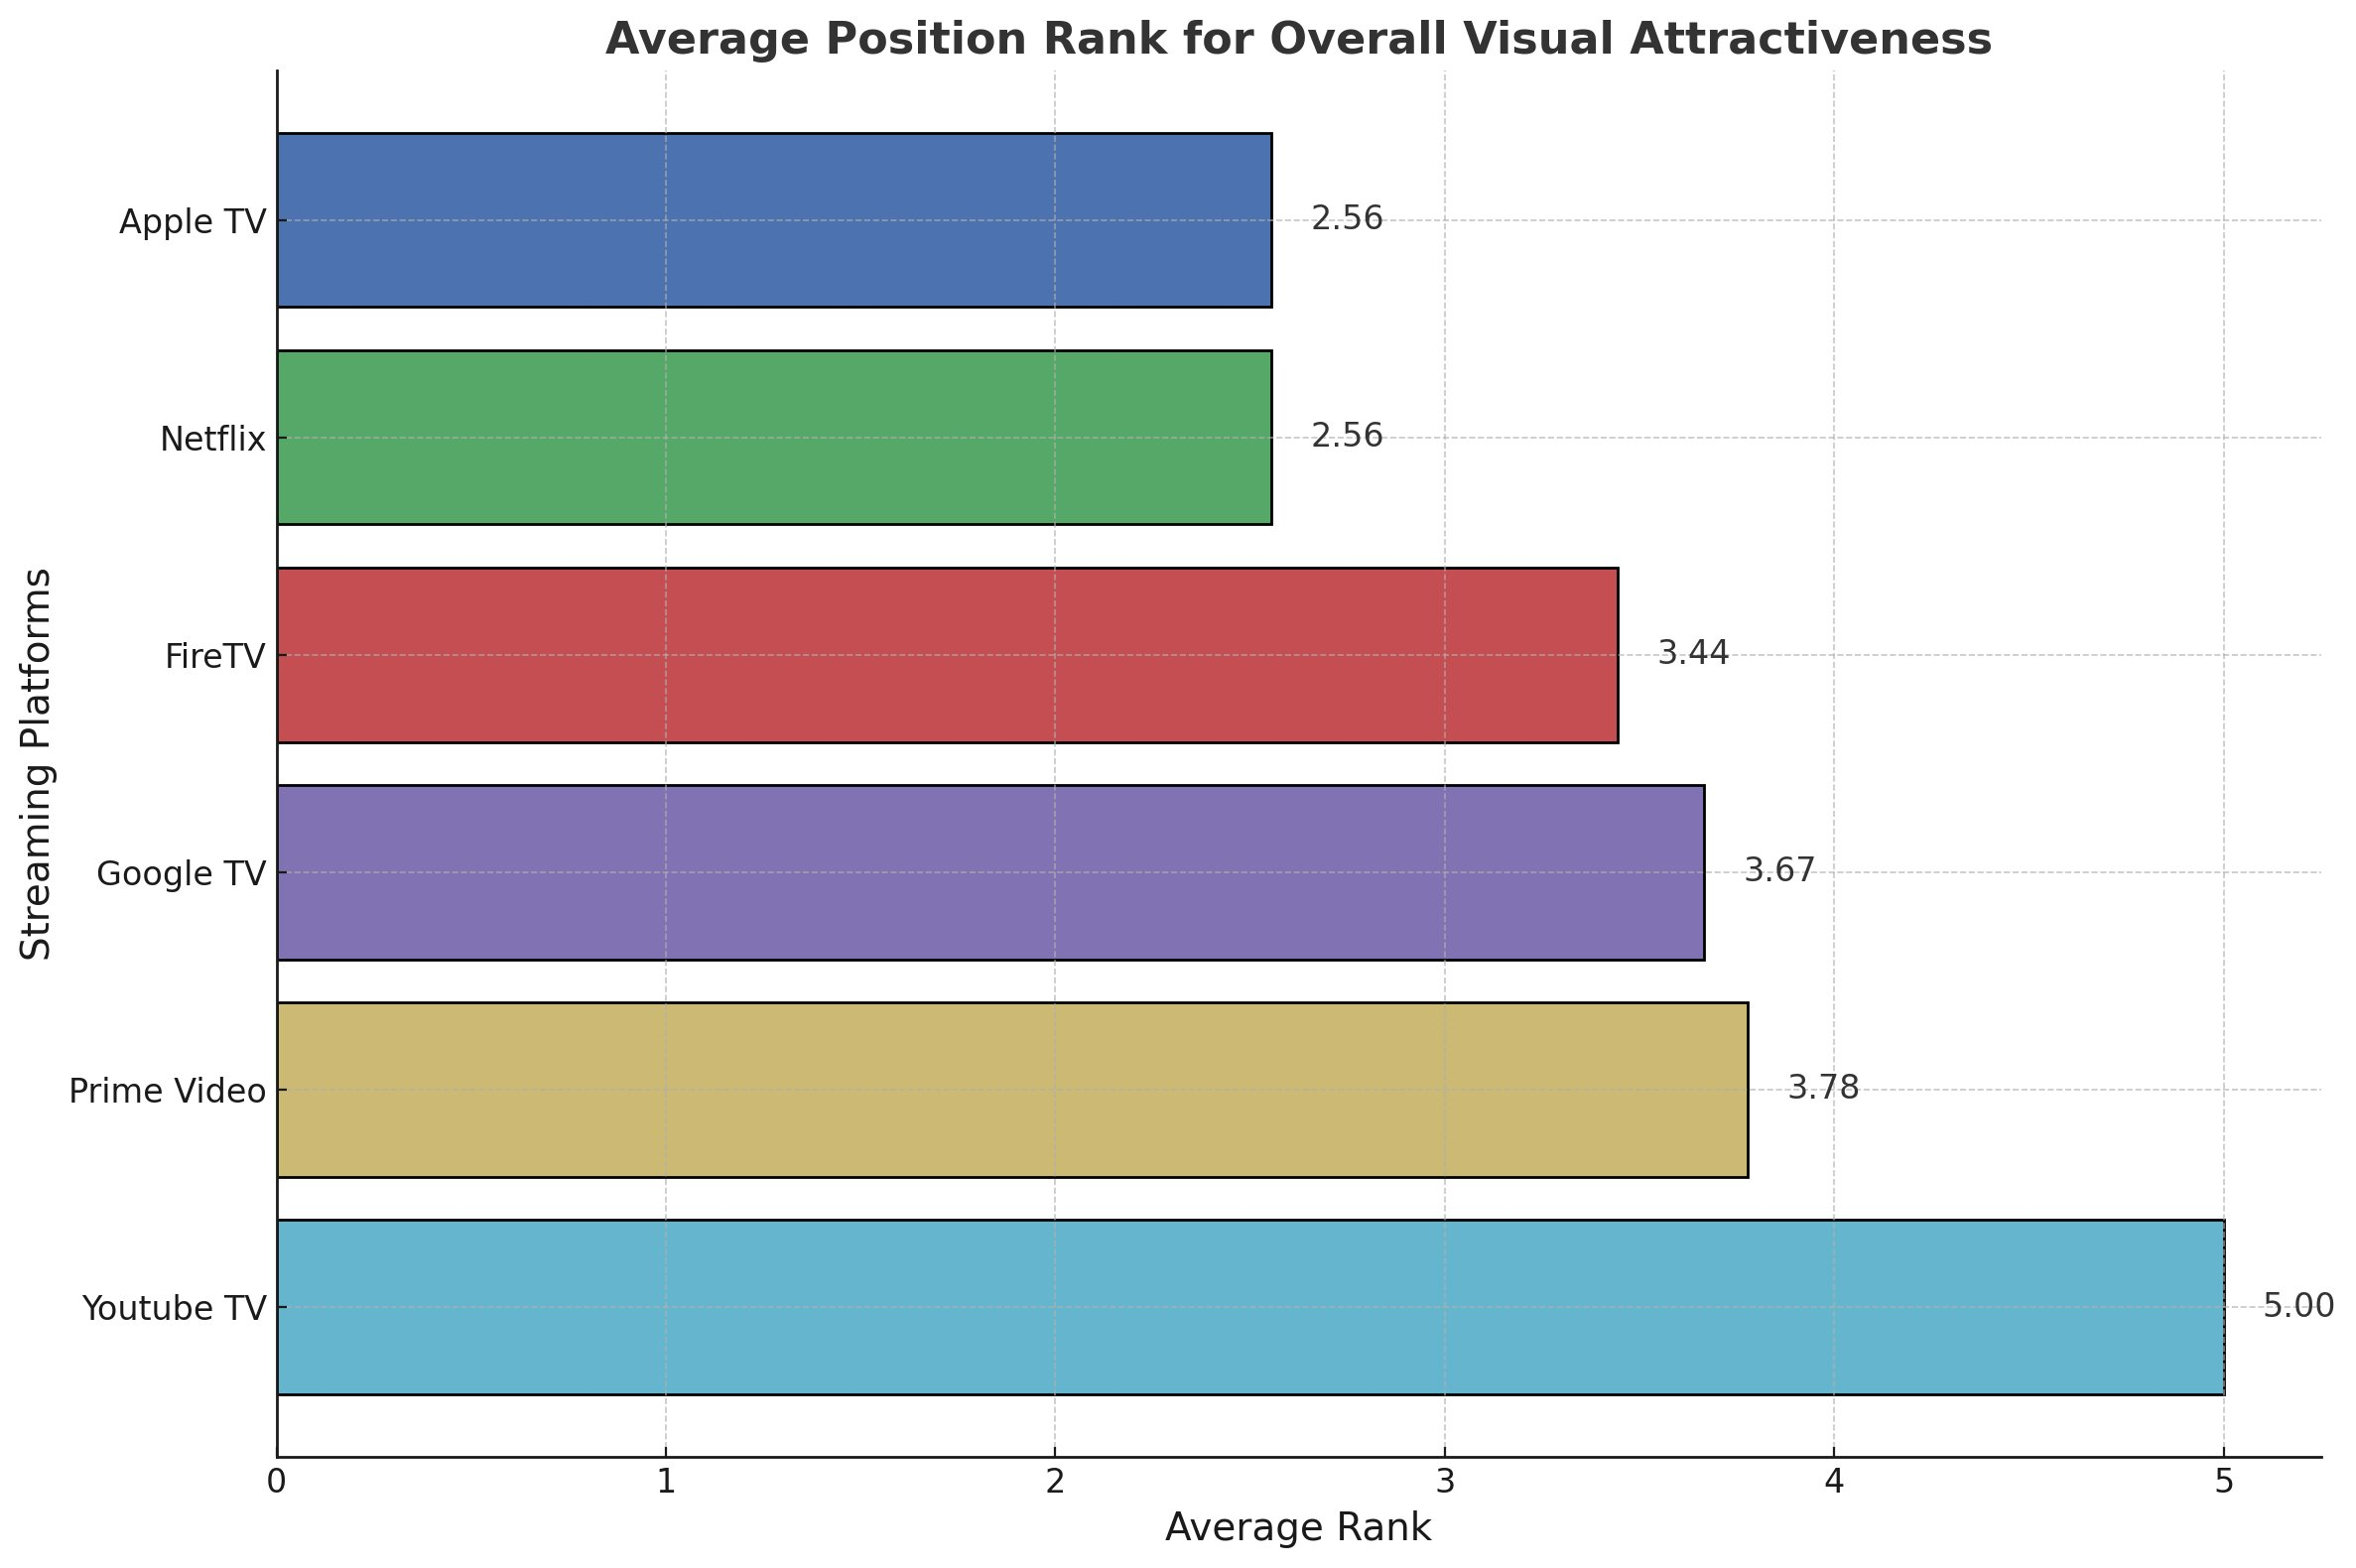 Average Position Rank for Overall Visual Attractiveness
Streaming Platforms
Apple TV
2.56
Netflix
2.56
FireTV
3.44
Google TV
3.67
Prime Video
3.78
Youtube TV
5.00
0 1 2 3 4 5
Average Rank